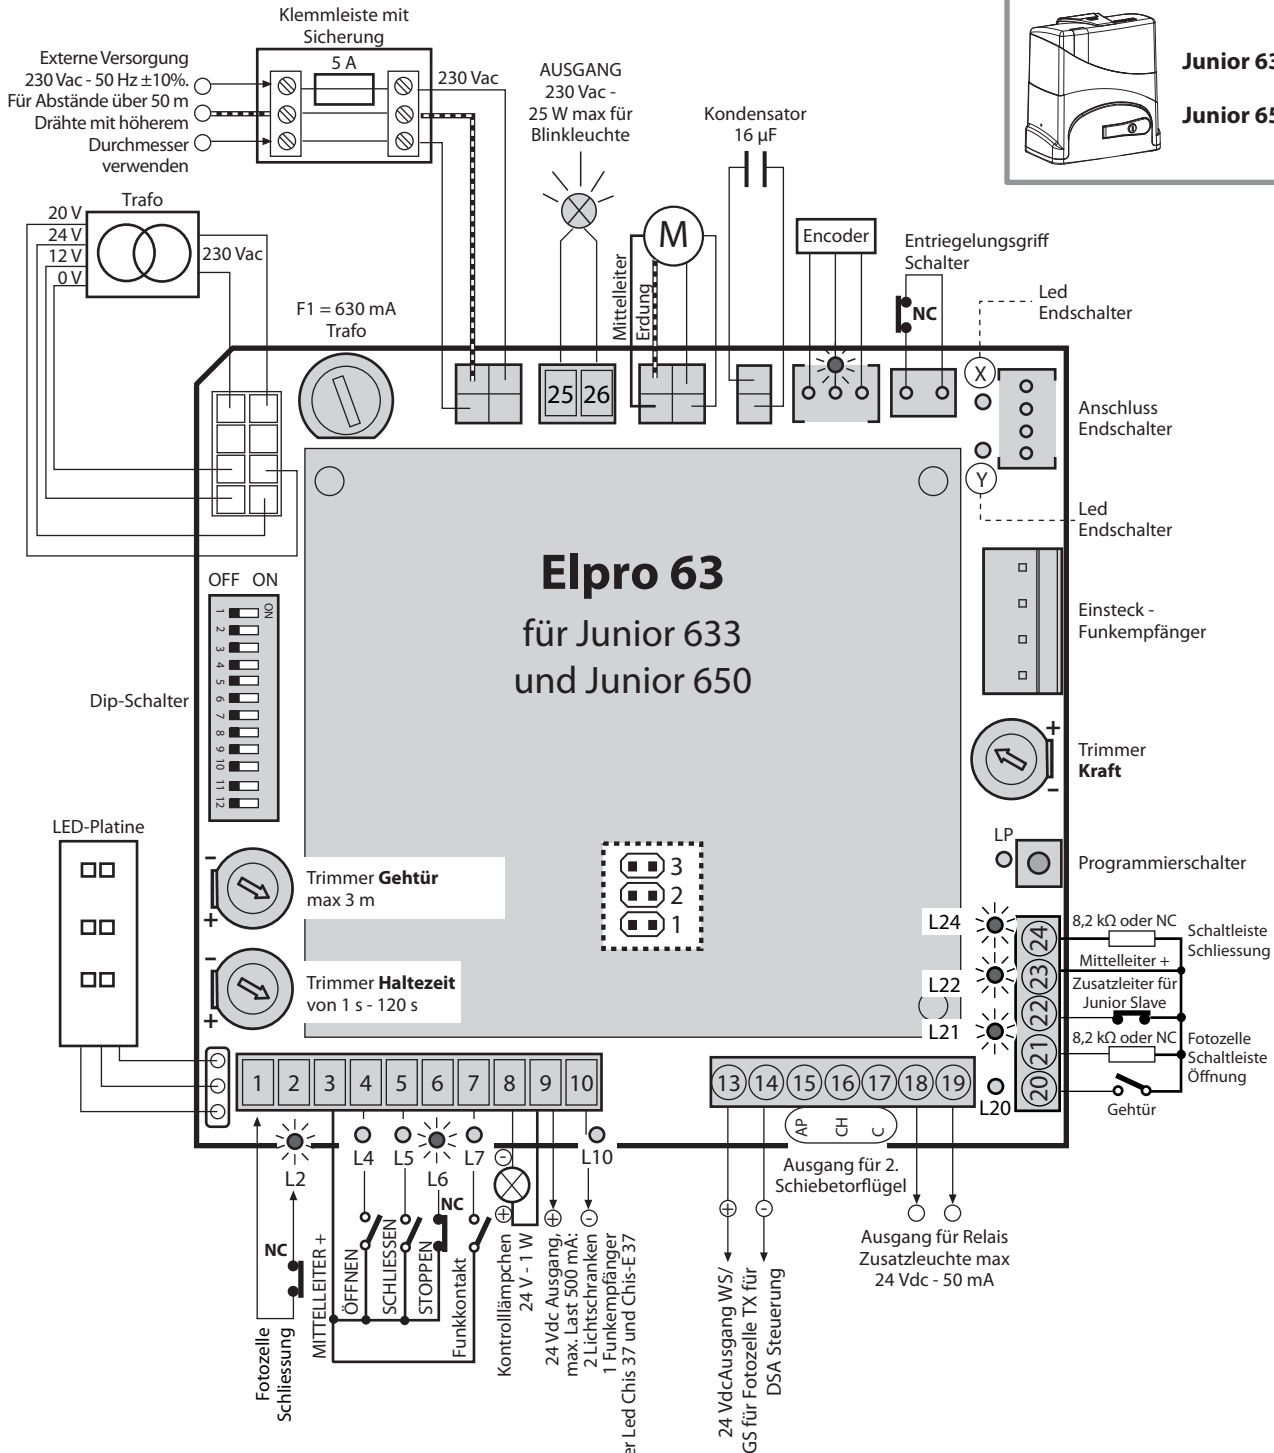 Klemmleiste mit
Sicherung
5 A
Externe Versorgung
230 Vac - 50 Hz ±10%.
Für Abstände über 50 m
Drähte mit höherem
Durchmesser
verwenden
230 Vac
AUSGANG
230 Vac -
25 W max für
Blinkleuchte
Kondensator
16 µF
Junior 63
Junior 65
Trafo
20 V
24 V
12 V
0 V
230 Vac
F1 = 630 mA
Trafo
Mittelleiter
Erdung
M
Encoder
Entriegelungsgriff
Schalter
NC
Led
Endschalter
X
25 26
Anschluss
Endschalter
Y
Led
Endschalter
Elpro 63
für Junior 633
und Junior 650
OFF ON
ON
1
2
3
4
5
6
7
8
9
10
11
12
Dip-Schalter
Einsteck -
Funkempfänger
+
Trimmer
Kraft
-
LED-Platine
LP
Programmierschalter
-
Trimmer Gehtür
max 3 m
+
3
2
1
-
Trimmer Haltezeit
von 1 s - 120 s
+
L24
L22
L21
L20
24
23
22
21
20
8,2 kΩ oder NC
Schaltleiste
Schliessung
Mittelleiter +
Zusatzleiter für
Junior Slave
8,2 kΩ oder NC
Fotozelle
Schaltleiste
Öffnung
Gehtür
1 2 3 4 5 6 7 8 9 10
13 14 15 16 17 18 19
AP CH C
L2
L4
L5
L6
L7
L10
NC
NC
Fotozelle
Schliessung
MITTELLEITER +
ÖFFNEN
SCHLIESSEN
STOPPEN
Funkkontakt
-
+
Kontrolllämpchen
24 V - 1 W
+
-
24 Vdc Ausgang,
max. Last 500 mA:
2 Lichtschranken
1 Funkempfänger
er Led Chis 37 und Chis-E 37
Ausgang für 2.
Schiebetorflügel
+
-
24 VdcAusgang WS/
GS für Fotozelle TX für
DSA Steuerung
Ausgang für Relais
Zusatzleuchte max
24 Vdc - 50 mA